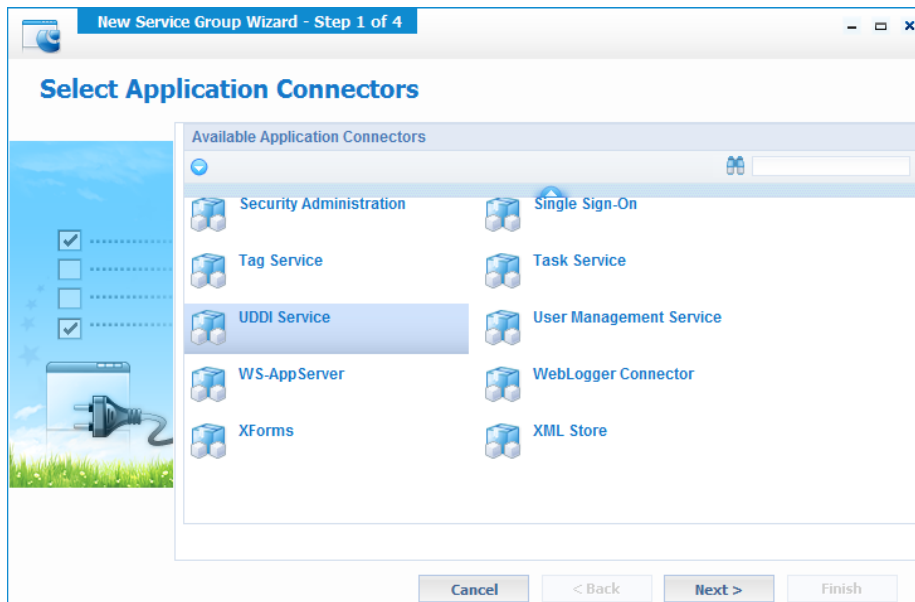 New Service Group Wizard - Step 1 of 4
Select Application Connectors
Available Application Connectors
Security Administration
Single Sign-On
Tag Service
Task Service
UDDI Service
User Management Service
WS-AppServer
WebLogger Connector
XForms
XML Store
Cancel
< Back
Next >
Finish